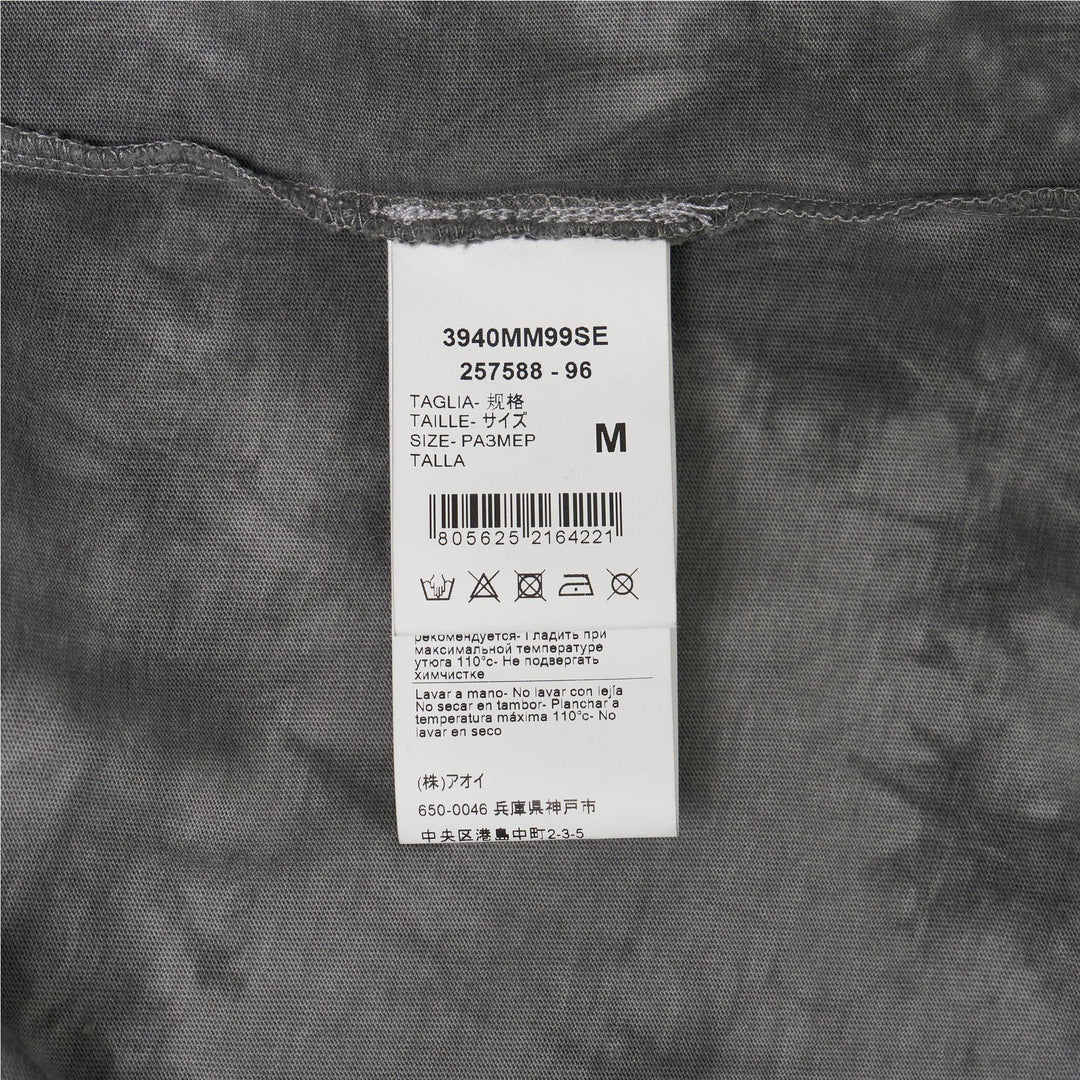 3940MM99SE
257588 - 96
TAGLIA- 规格
TAILLE- サイズ
SIZE- РАЗМЕР
TALLA
M
805625 2164221
рекомендуется- Гладить при
максимальной температуре
утюга 110°с- Не подвергать
химчистке
Lavar a mano- No lavar con lejía
No secar en tambor- Planchar a
temperatura máxima 110°c- No
lavar en seco
(株)アオイ
650-0046 兵庫県神戸市
中央区港島中町2-3-5